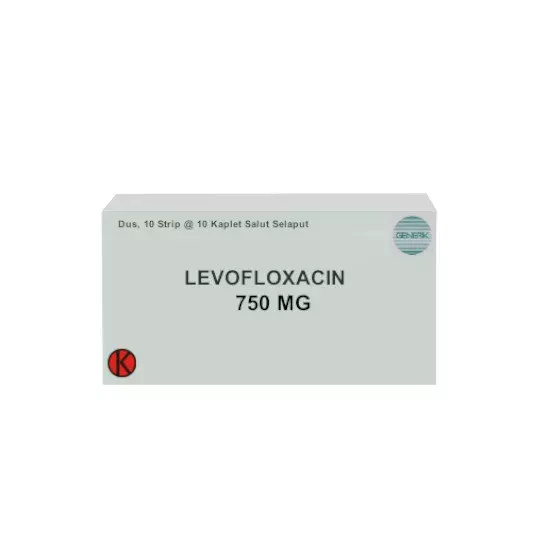 Dus, 10 Strip @ 10 Kaplet Salut Selaput
GENERIK
LEVOFLOXACIN
750 MG
K